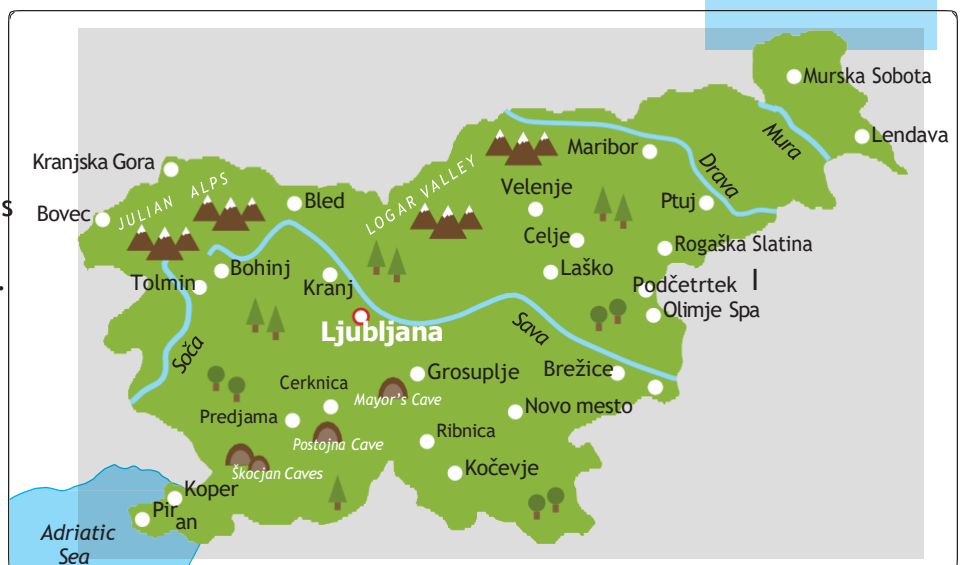 Murska Sobota
Mura
Lendava
Maribor
Drava
Kranjska Gora
JULIAN ALPS
LOGAR VALLEY
Velenje
s
Bovec
Bled
Ptuj
Celje
Rogaška Slatina
Bohinj
Laško
Tolmin
Kranj
Podčetrtek
l
.
Olimje Spa
Ljubljana
Sava
Soča
Grosuplje
Brežice
Cerknica
Mayor's Cave
Novo mesto
Predjama
Ribnica
Postojna Cave
Kočevje
Škocjan Caves
Koper
Pir
an
Adriatic
Sea